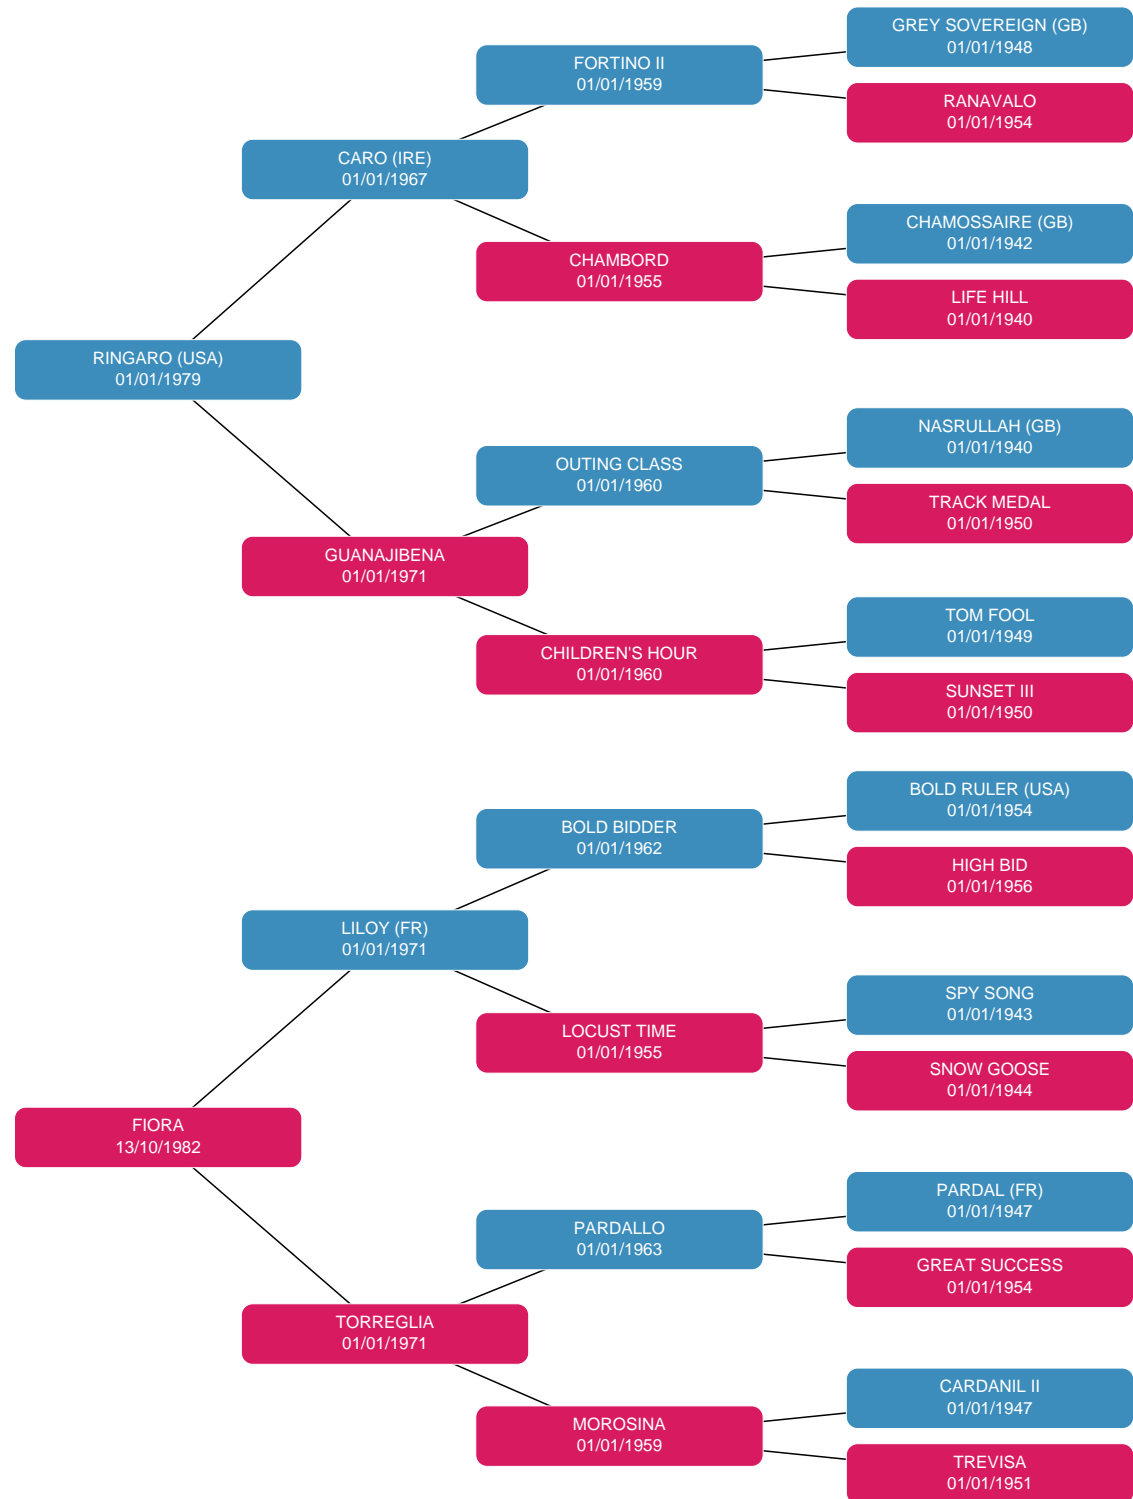 GREY SOVEREIGN (GB)
01/01/1948
FORTINO II
01/01/1959
RANAVALO
01/01/1954
CARO (IRE)
01/01/1967
CHAMOSSAIRE (GB)
01/01/1942
CHAMBORD
01/01/1955
LIFE HILL
01/01/1940
RINGARO (USA)
01/01/1979
NASRULLAH (GB)
01/01/1940
OUTING CLASS
01/01/1960
TRACK MEDAL
01/01/1950
GUANAJIBENA
01/01/1971
TOM FOOL
01/01/1949
CHILDREN'S HOUR
01/01/1960
SUNSET III
01/01/1950
BOLD RULER (USA)
01/01/1954
BOLD BIDDER
01/01/1962
HIGH BID
01/01/1956
LILOY (FR)
01/01/1971
SPY SONG
01/01/1943
LOCUST TIME
01/01/1955
SNOW GOOSE
01/01/1944
FIORA
13/10/1982
PARDAL (FR)
01/01/1947
PARDALLO
01/01/1963
GREAT SUCCESS
01/01/1954
TORREGLIA
01/01/1971
CARDANIL II
01/01/1947
MOROSINA
01/01/1959
TREVISA
01/01/1951